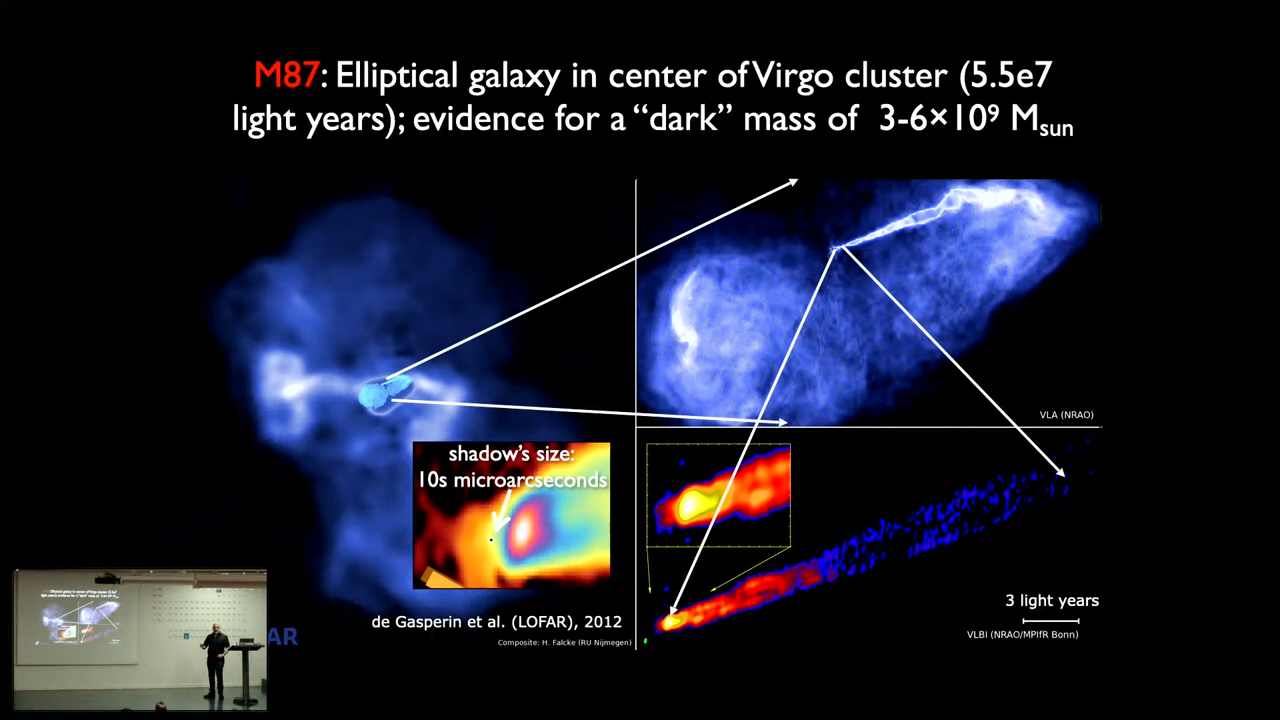 M87: Elliptical galaxy in center of Virgo cluster (5.5e7
light years); evidence for a “dark” mass of 3-6×10⁹ Msun
VLA (NRAO)
shadow’s size:
10s microarcseconds
3 light years
VLBI (NRAO/MPIfR Bonn)
de Gasperin et al. (LOFAR), 2012
Composite: H. Falcke (RU Nijmegen)
AR